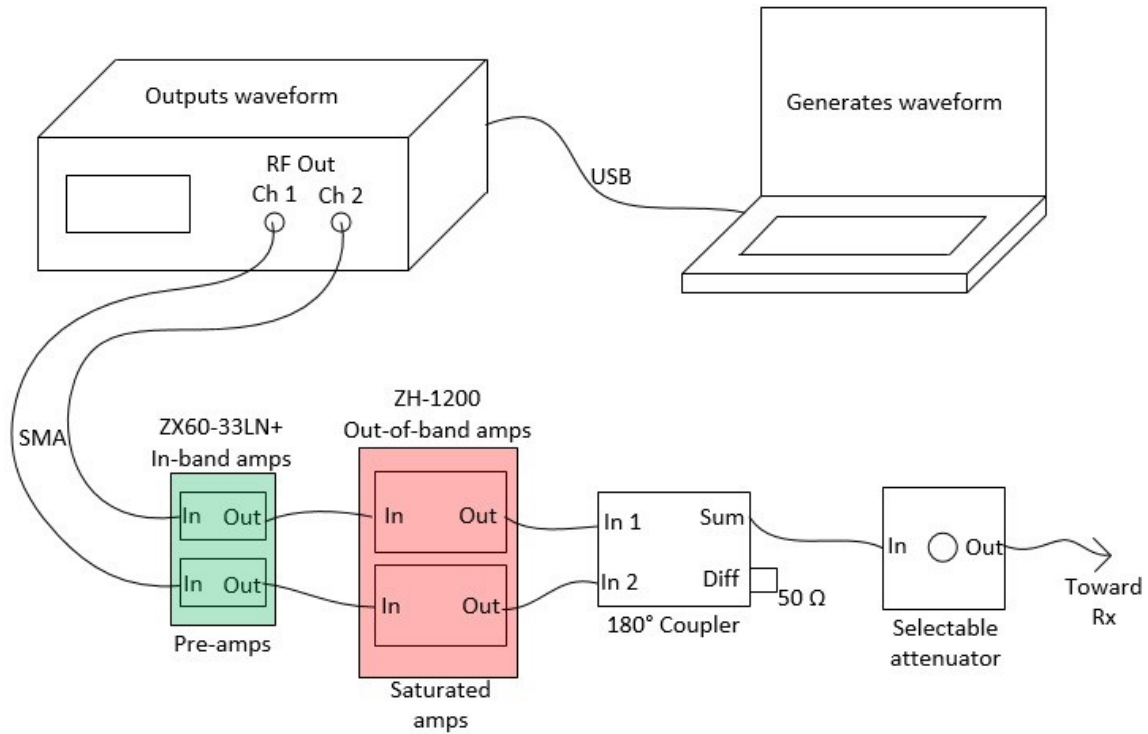 Outputs waveform
RF Out
Ch 1 Ch 2
Generates waveform
USB
SMA
ZX60-33LN+
In-band amps
In Out
In Out
Pre-amps
ZH-1200
Out-of-band amps
In Out
In Out
Saturated
amps
In 1 Sum
In 2 Diff
50 Ω
180° Coupler
In Out
Selectable
attenuator
Toward
Rx